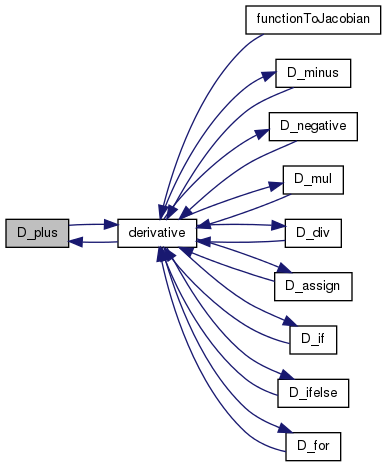 functionToJacobian
D_minus
D_negative
D_mul
D_plus
derivative
D_div
D_assign
D_if
D_ifelse
D_for